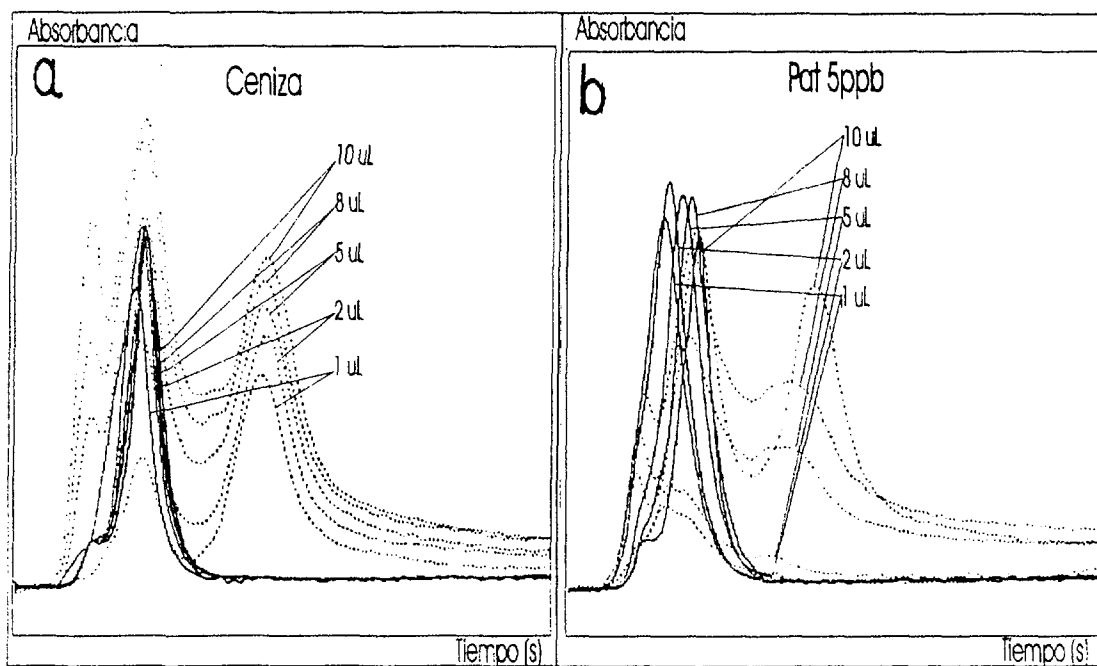 Absorbanc:a
a
Ceniza
10 uL
8 uL
5 uL
2 uL
1 uL
Tiempo (s)
Absorbancia
b
Pat 5ppb
10 uL
8 uL
5 uL
2 uL
1 uL
Tiempo (s)